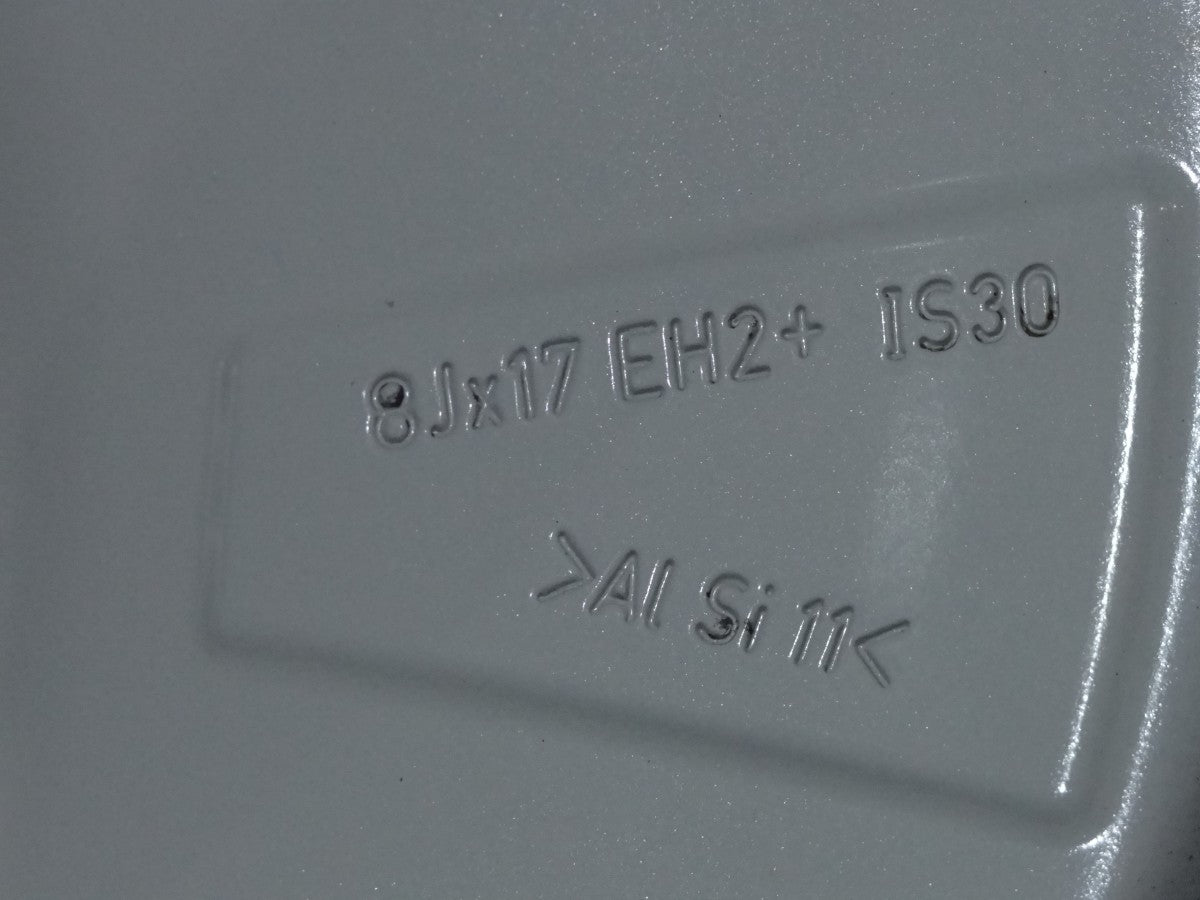 8Jx17 EH2+ IS30
>Al Si 11<